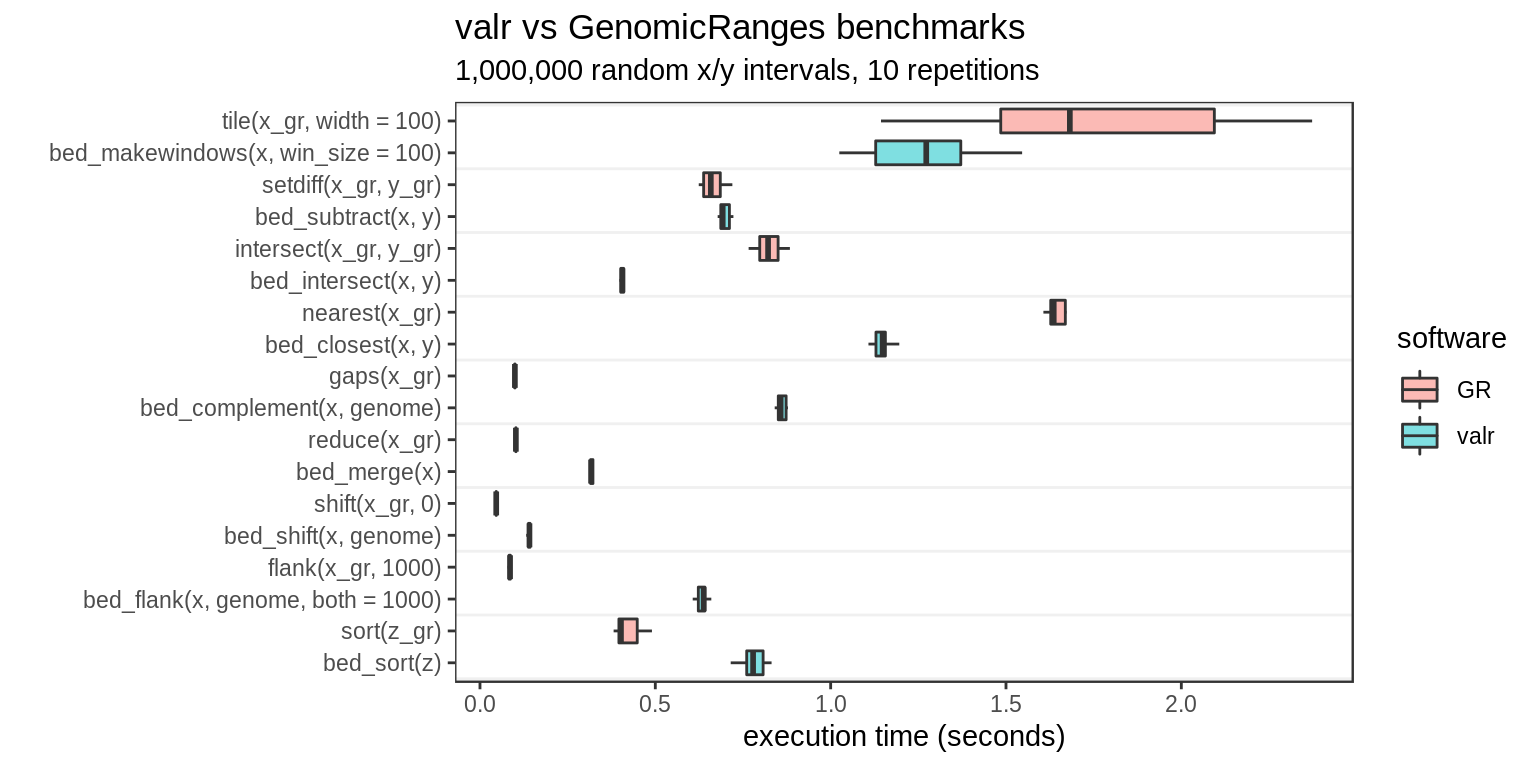 valr vs GenomicRanges benchmarks
1,000,000 random x/y intervals, 10 repetitions
tile(x_gr, width = 100)
bed_makewindows(x, win_size = 100)
setdiff(x_gr, y_gr)
bed_subtract(x, y)
intersect(x_gr, y_gr)
bed_intersect(x, y)
nearest(x_gr)
bed_closest(x, y)
gaps(x_gr)
bed_complement(x, genome)
reduce(x_gr)
bed_merge(x)
shift(x_gr, 0)
bed_shift(x, genome)
flank(x_gr, 1000)
bed_flank(x, genome, both = 1000)
sort(z_gr)
bed_sort(z)
0.0 0.5 1.0 1.5 2.0
execution time (seconds)
software
GR
valr